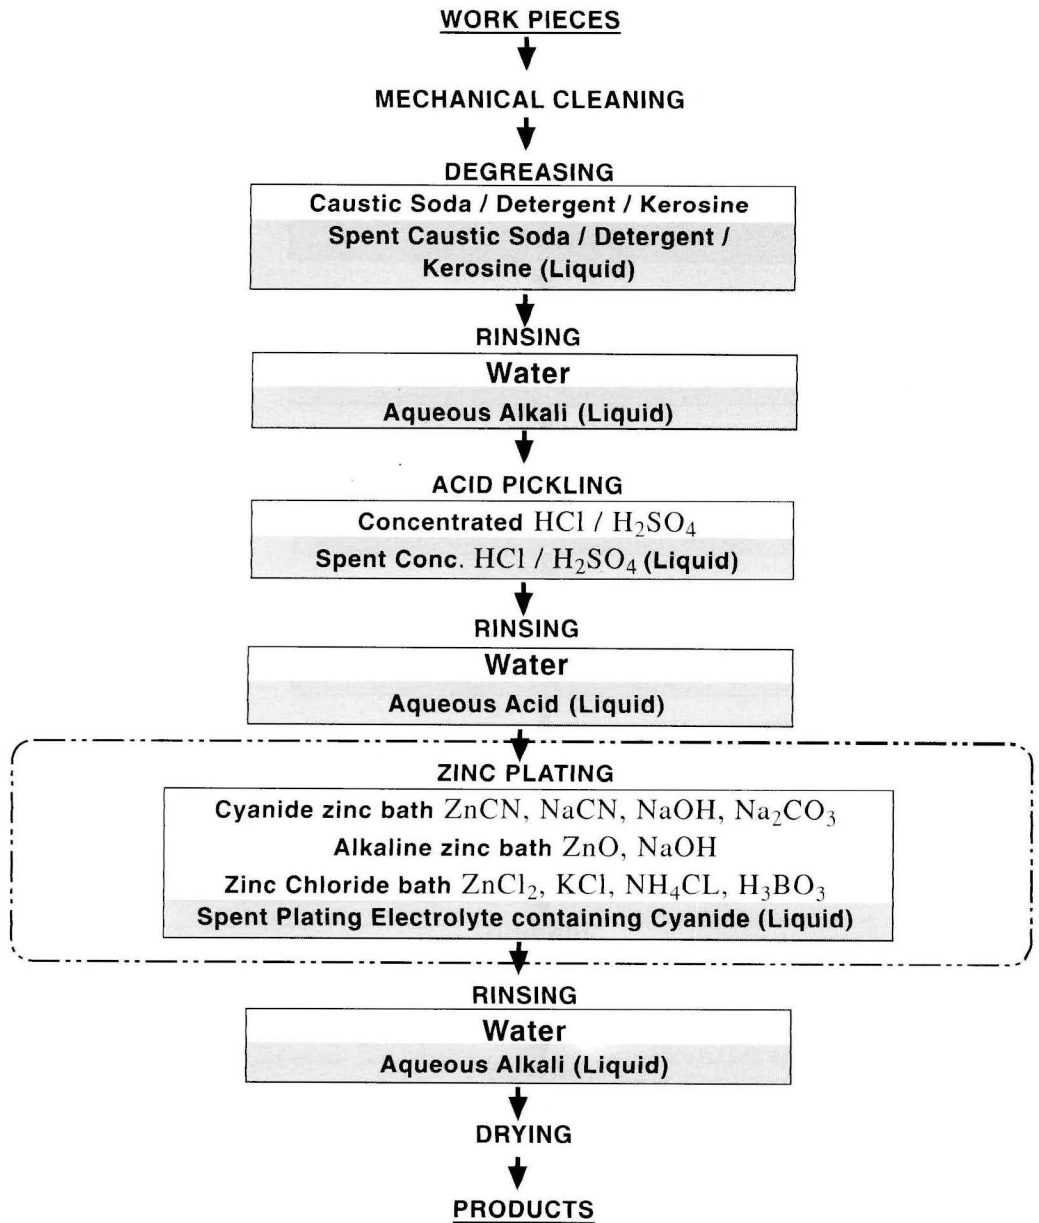 WORK PIECES
MECHANICAL CLEANING
DEGREASING
Caustic Soda / Detergent / Kerosine
Spent Caustic Soda / Detergent /
Kerosine (Liquid)
RINSING
Water
Aqueous Alkali (Liquid)
ACID PICKLING
Concentrated HCl / H₂SO₄
Spent Conc. HCl / H₂SO₄ (Liquid)
RINSING
Water
Aqueous Acid (Liquid)
ZINC PLATING
Cyanide zinc bath ZnCN, NaCN, NaOH, Na₂CO₃
Alkaline zinc bath ZnO, NaOH
Zinc Chloride bath ZnCl₂, KCl, NH₄CL, H₃BO₃
Spent Plating Electrolyte containing Cyanide (Liquid)
RINSING
Water
Aqueous Alkali (Liquid)
DRYING
PRODUCTS